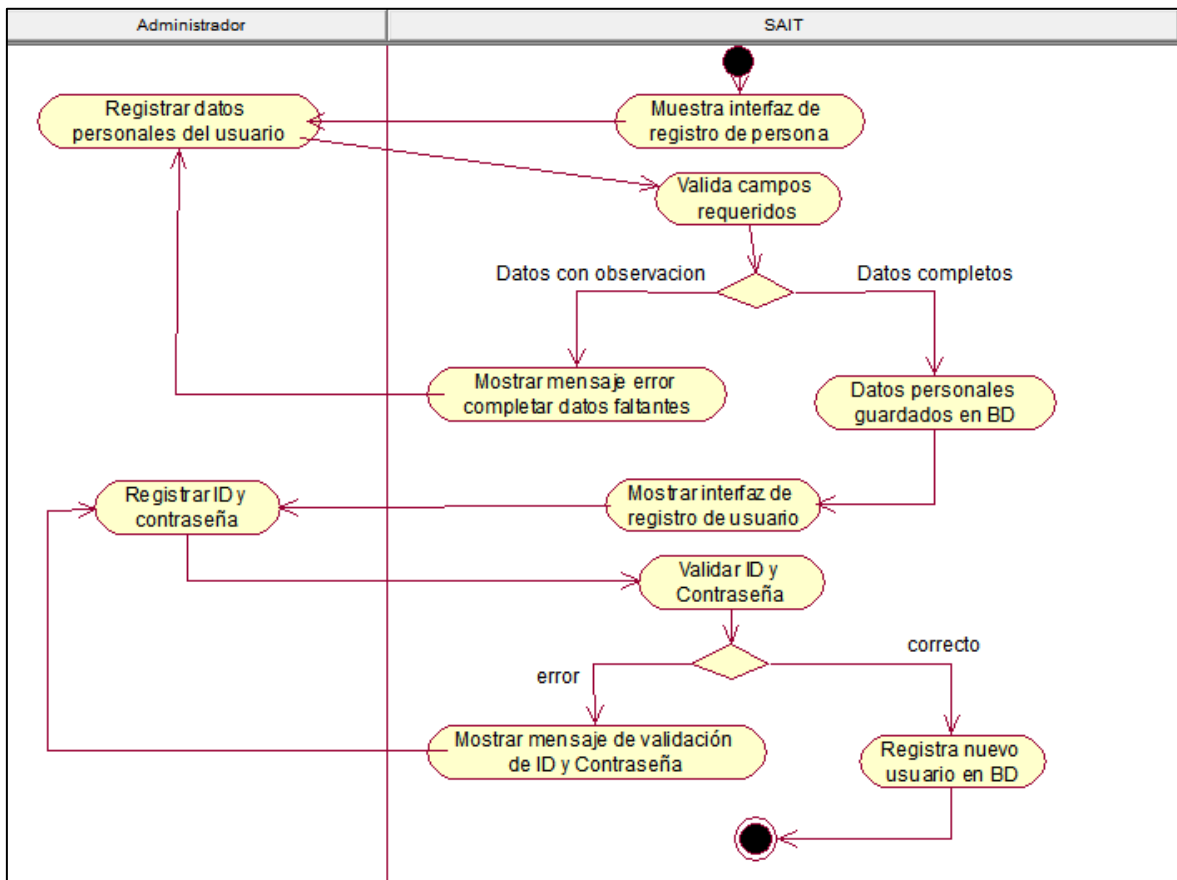 Administrador
SAIT
Registrar datos
personales del usuario
Muestra interfaz de
registro de persona
Valida campos
requeridos
Datos con observacion
Datos completos
Mostrar mensaje error
completar datos faltantes
Datos personales
guardados en BD
Registrar ID y
contraseña
Mostrar interfaz de
registro de usuario
Validar ID y
Contraseña
correcto
error
Mostrar mensaje de validación
de ID y Contraseña
Registra nuevo
usuario en BD